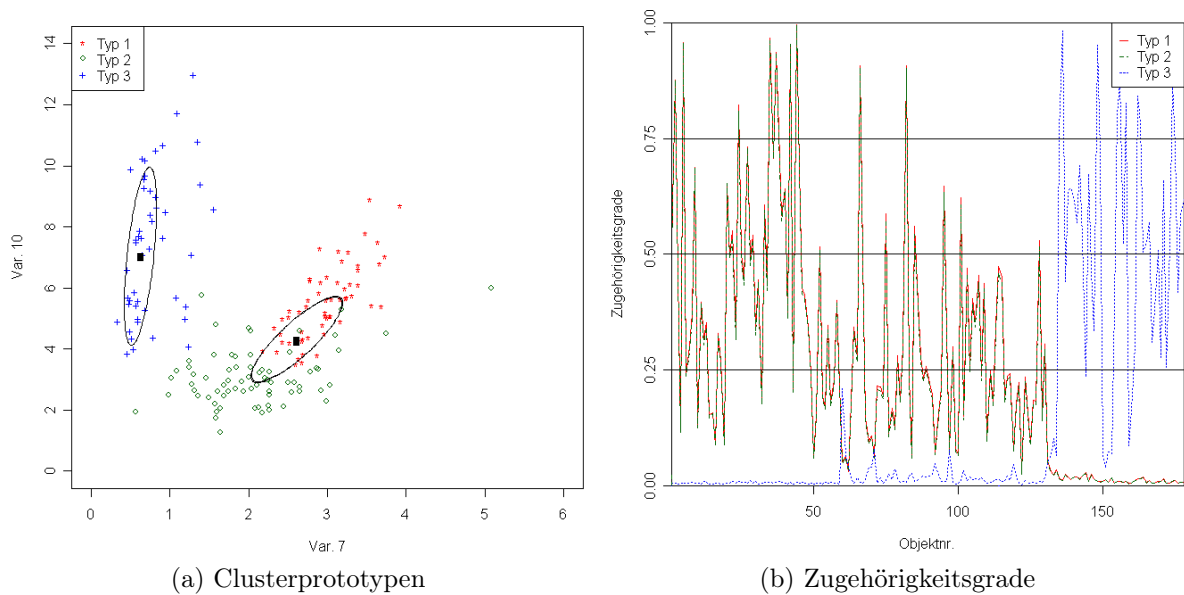 Typ 1
Typ 2
Typ 3
14
12
10
8
6
4
2
0
Var. 10
0 1 2 3 4 5 6
Var. 7
(a) Clusterprototypen
Typ 1
Typ 2
Typ 3
1.00
0.75
0.50
0.25
0.00
Zugehörigkeitsgrade
50 100 150
Objektnr.
(b) Zugehörigkeitsgrade